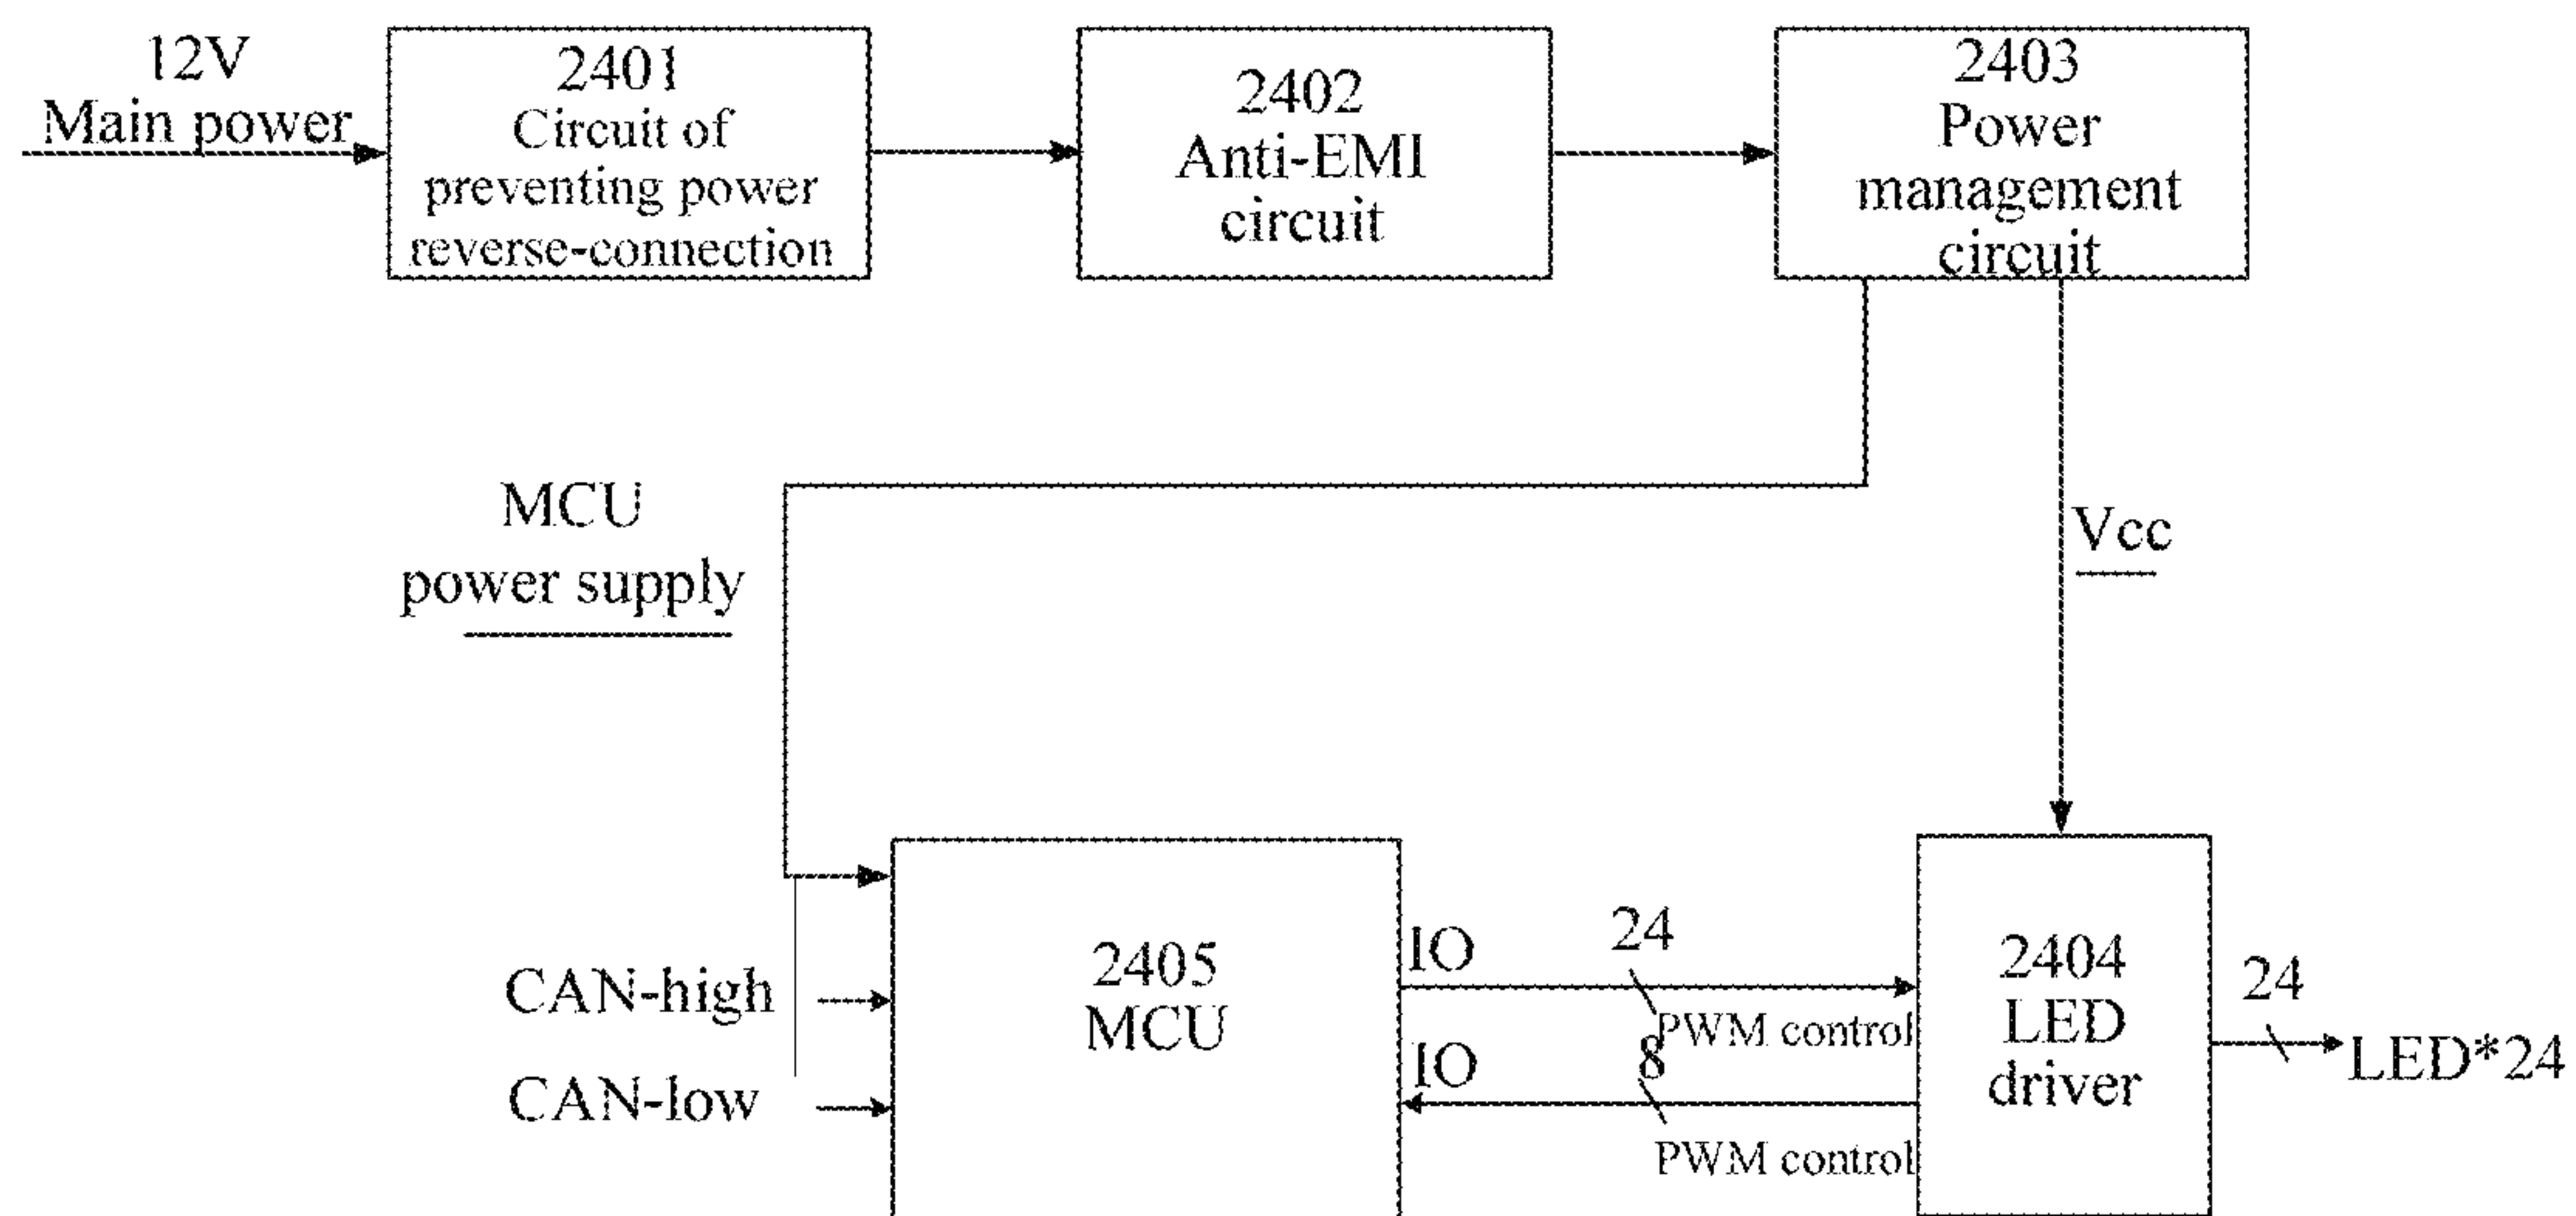 12V
Main power
2401
Circuit of
preventing power
reverse-connection
2402
Anti-EMI
circuit
2403
Power
management
circuit
MCU
power supply
Vcc
CAN-high
CAN-low
2405
MCU
IO
24
PWM control
IO
8
PWM control
2404
LED
driver
24
LED*24